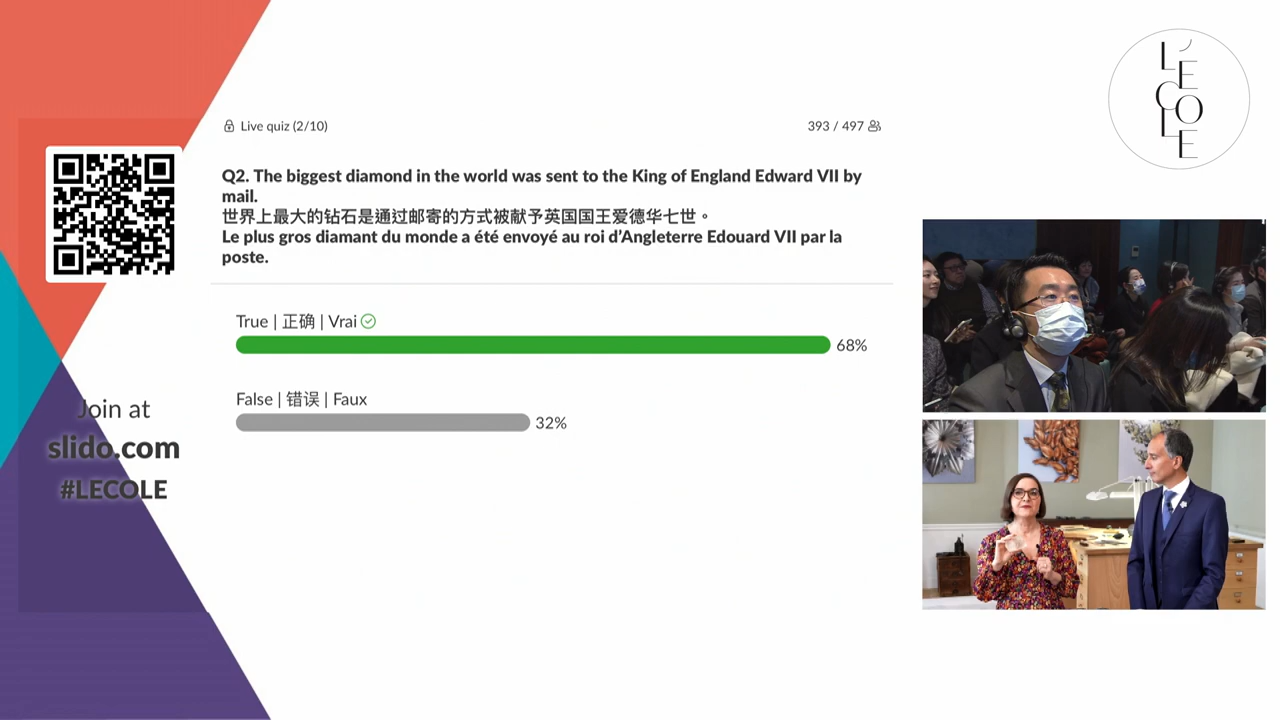 Live quiz (2/10)
393 / 497
Q2. The biggest diamond in the world was sent to the King of England Edward VII by
mail.
世界上最大的钻石是通过邮寄的方式被献予英国国王爱德华七世。
Le plus gros diamant du monde a été envoyé au roi d’Angleterre Edouard VII par la
poste.
True | 正确 | Vrai
68%
False | 错误 | Faux
32%
Join at
slido.com
#LECOLE
L'ÉCOLE